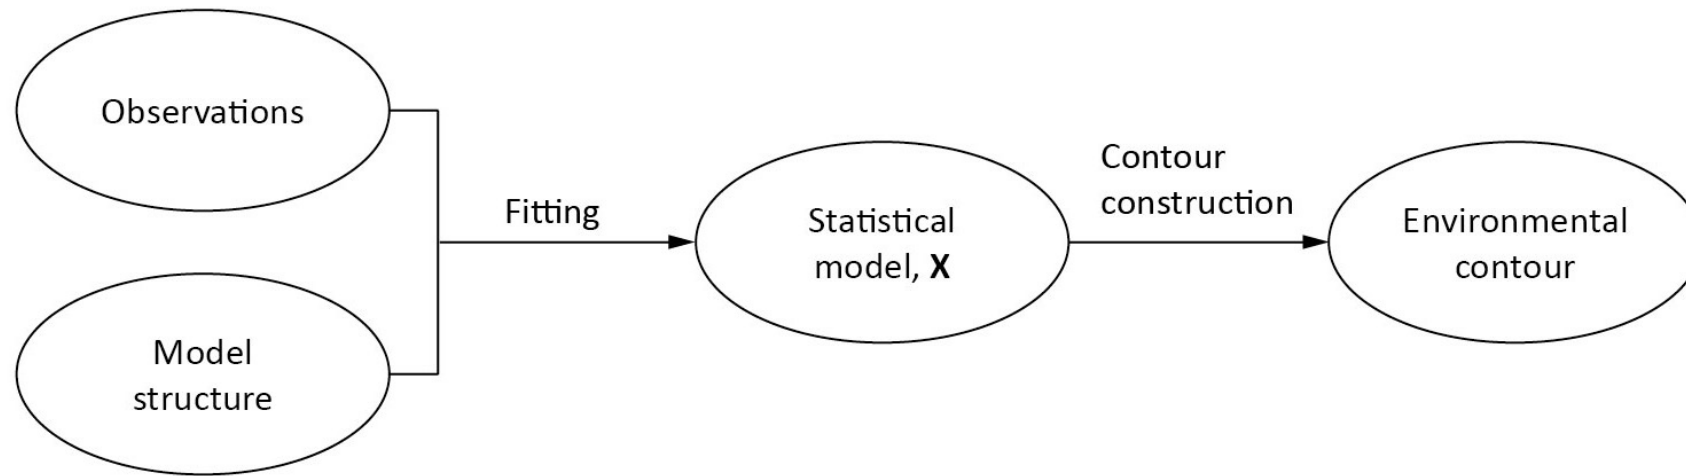 Observations
Model
structure
Fitting
Statistical
model, X
Contour
construction
Environmental
contour